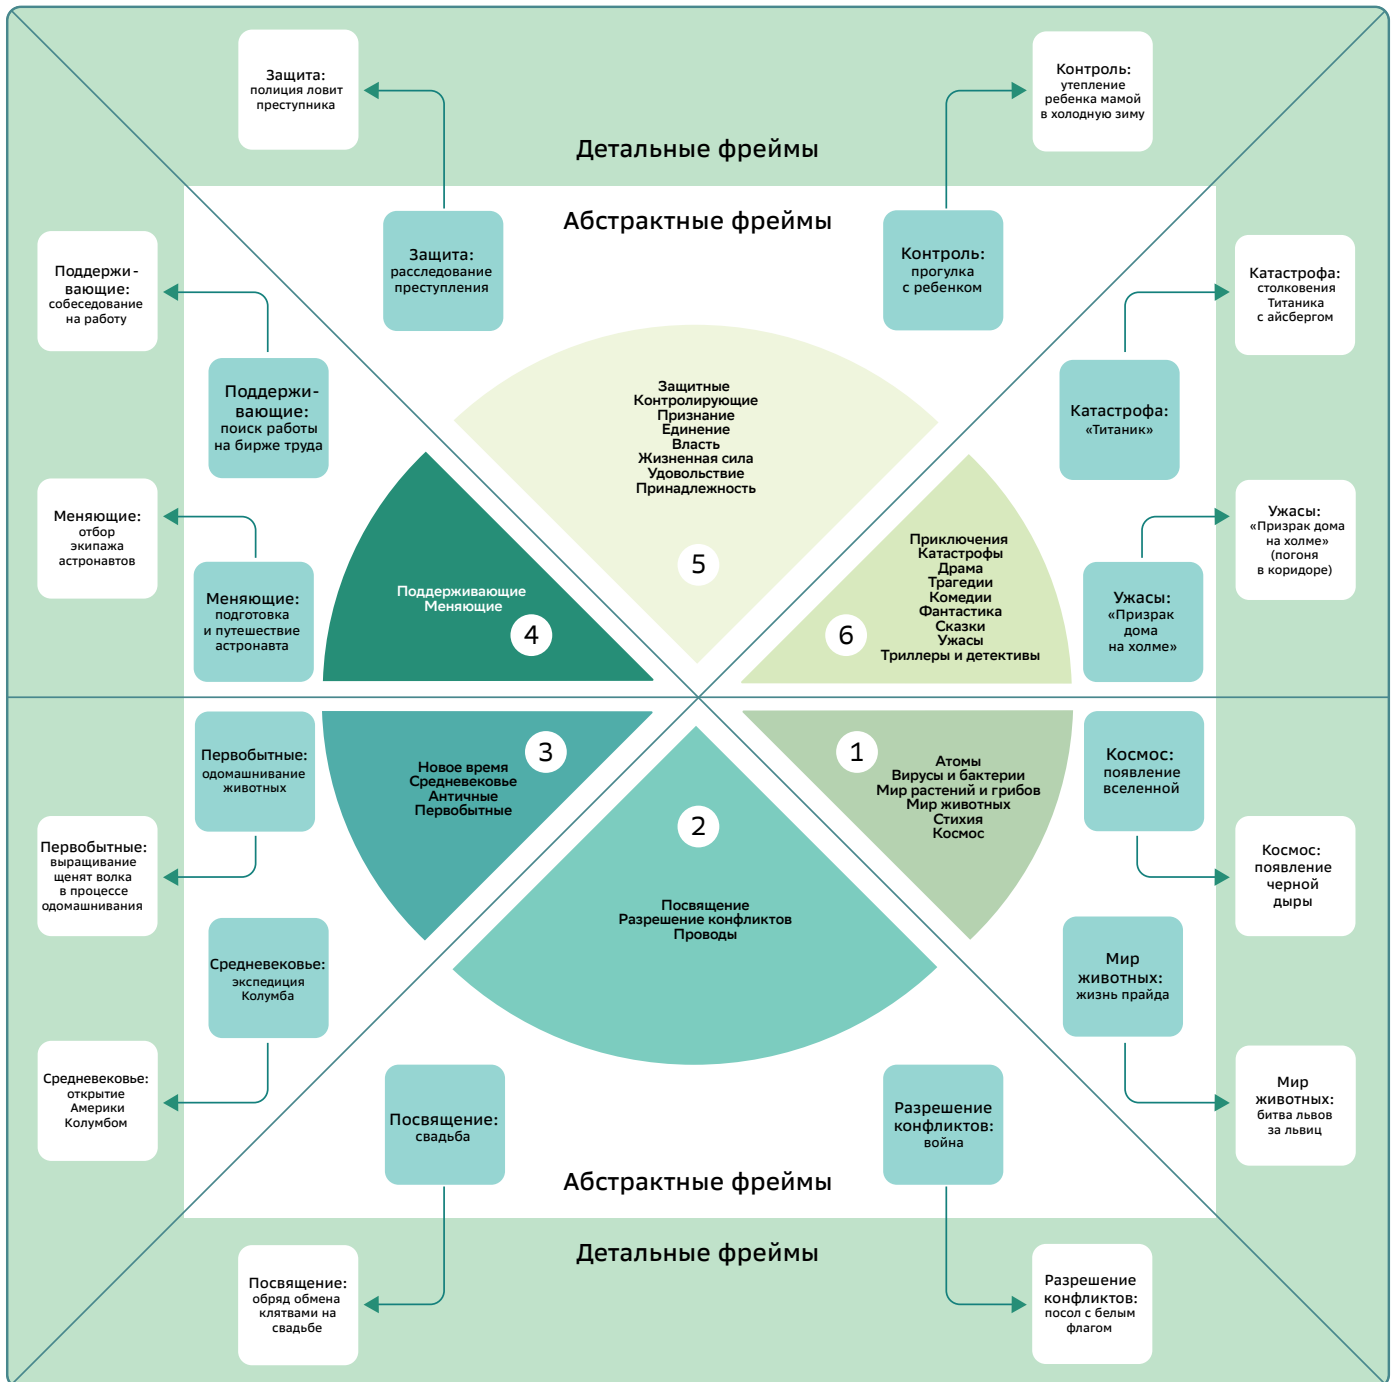 Защита:
полиция ловит
преступника
Контроль:
утепление
ребенка мамой
в холодную зиму
Детальные фреймы
Абстрактные фреймы
Защита:
расследование
преступления
Контроль:
прогулка
с ребенком
Поддержи-
вающие:
собеседование
на работу
Поддержи-
вающие:
поиск работы
на бирже труда
Меняющие:
отбор
экипажа
астронавтов
Меняющие:
подготовка
и путешествие
астронавта
Катастрофа:
столковения
Титаника
с айсбергом
Катастрофа:
«Титаник»
Ужасы:
«Призрак дома
на холме»
(погоня
в коридоре)
Ужасы:
«Призрак
дома
на холме»
Защитные
Контролирующие
Признание
Единение
Власть
Жизненная сила
Удовольствие
Принадлежность
5
Поддерживающие
Меняющие
4
Приключения
Катастрофы
Драма
Трагедии
Комедии
Фантастика
Сказки
Ужасы
Триллеры и детективы
6
Первобытные:
одомашнивание
животных
3
Новое время
Средневековье
Античные
Первобытные
1
Атомы
Вирусы и бактерии
Мир растений и грибов
Мир животных
Стихия
Космос
2
Посвящение
Разрешение конфликтов
Проводы
Космос:
появление
вселенной
Первобытные:
выращивание
щенят волка
в процессе
одомашнивания
Космос:
появление
черной
дыры
Средневековье:
экспедиция
Колумба
Мир
животных:
жизнь прайда
Средневековье:
открытие
Америки
Колумбом
Мир
животных:
битва львов
за львиц
Посвящение:
свадьба
Разрешение
конфликтов:
война
Абстрактные фреймы
Детальные фреймы
Посвящение:
обряд обмена
клятвами на
свадьбе
Разрешение
конфликтов:
посол с белым
флагом